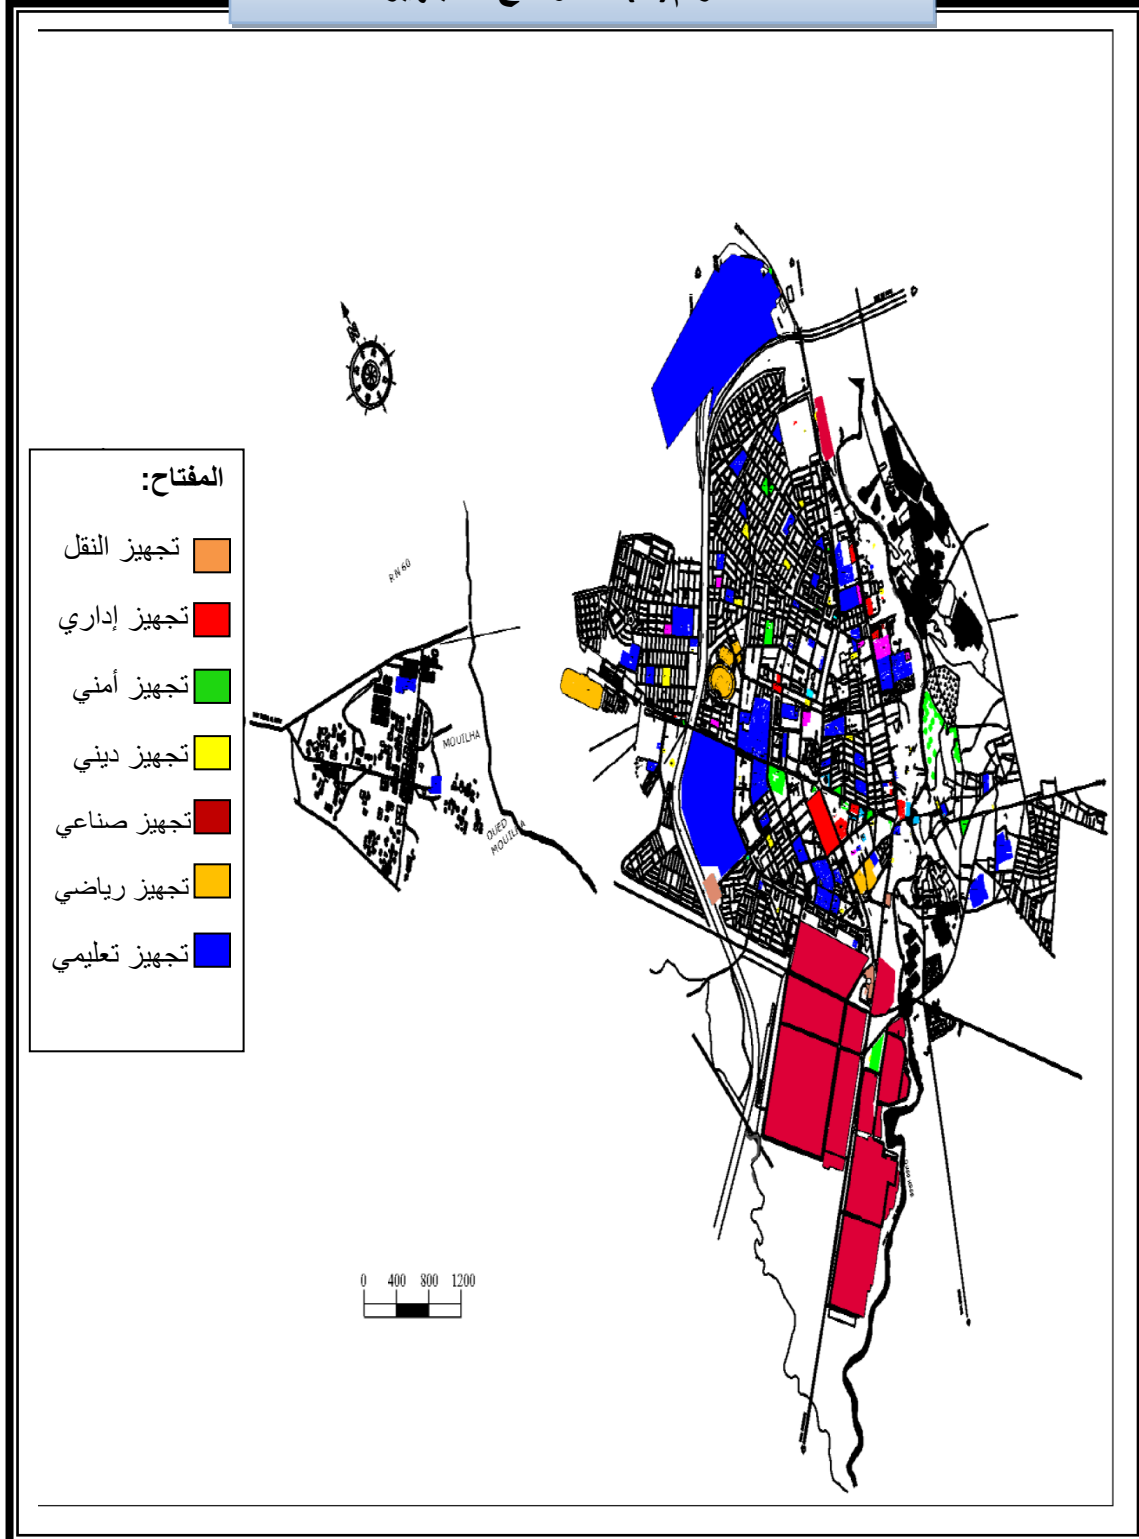 المفتاح:
تجهيز النقل
تجهيز إداري
تجهيز أمني
تجهيز ديني
تجهيز صناعي
تجهيز رياضي
تجهيز تعليمي
RN 60
MOUILHA
OUED
MOUILHA
0 400 800 1200